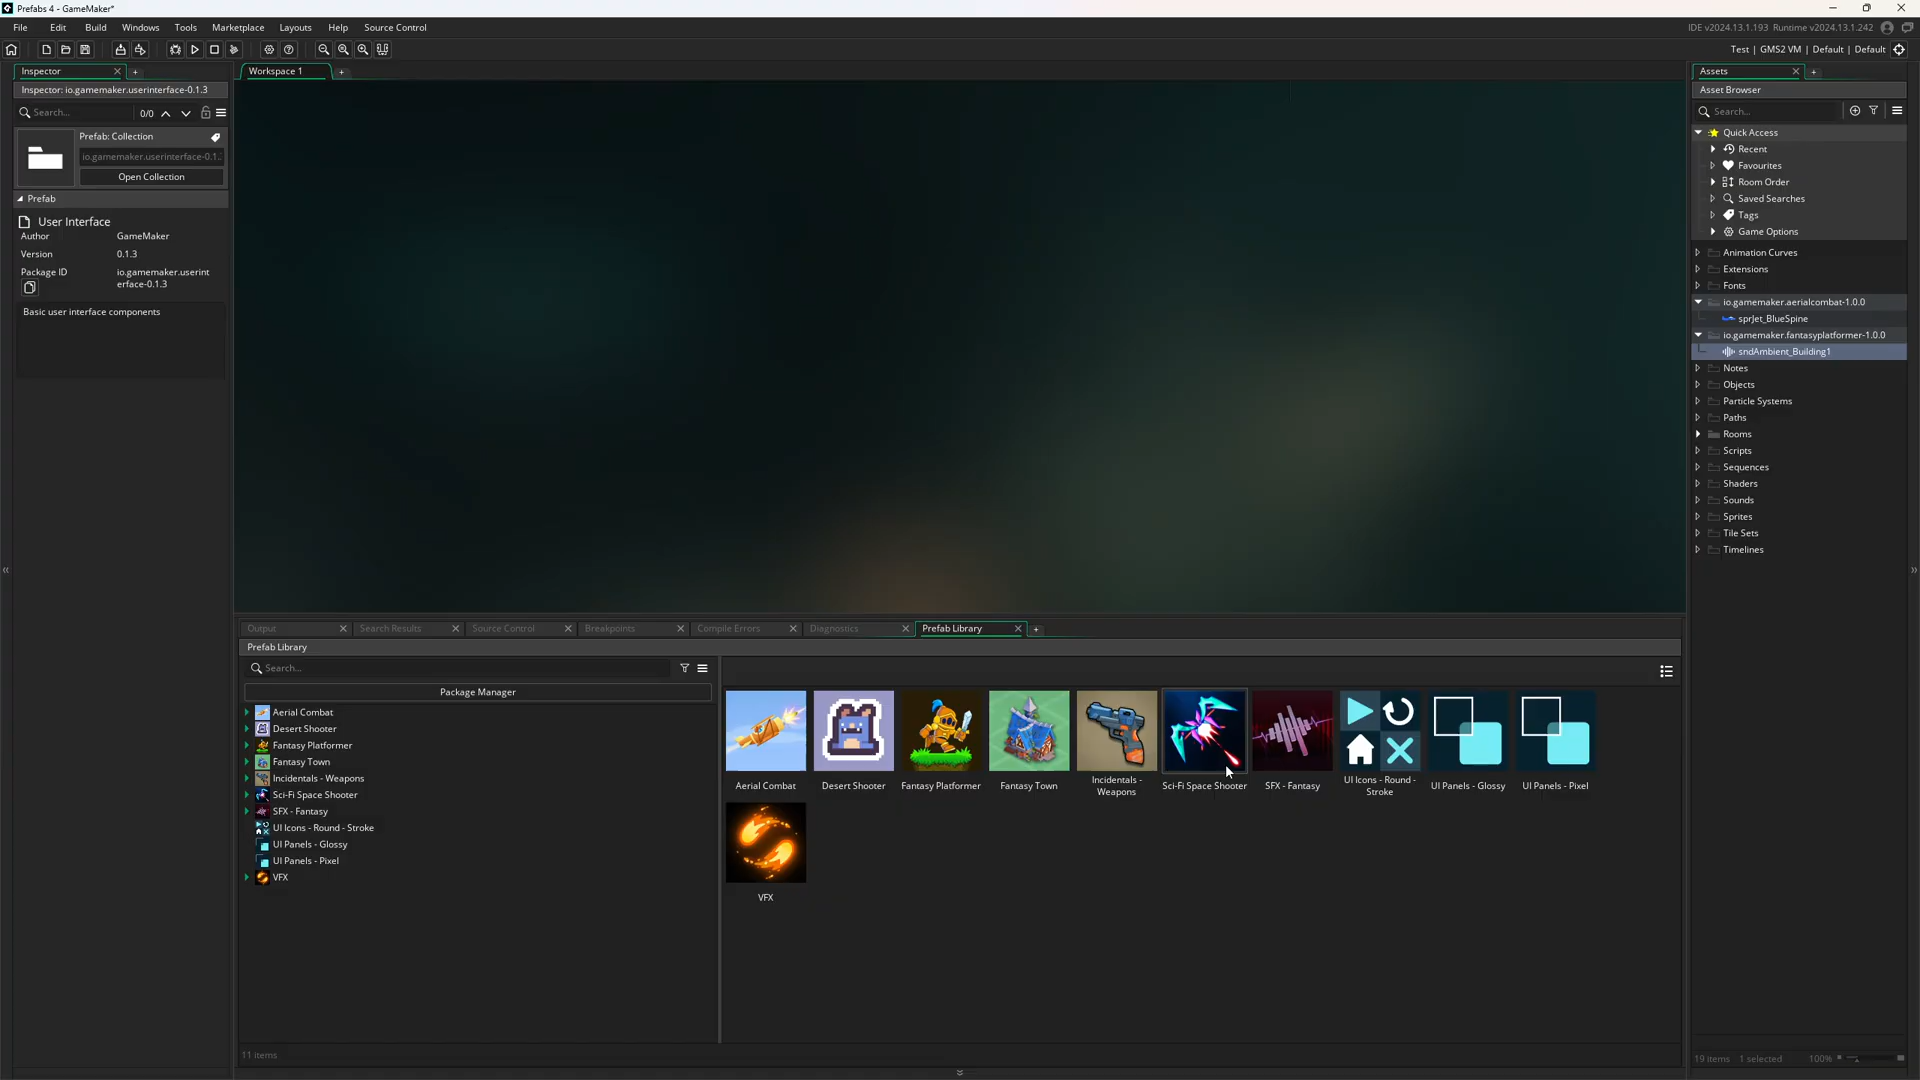 Prefabs 4 - GameMaker*
File Edit Build Windows Tools Marketplace Layouts Help Source Control
IDE v2024.13.1.193 Runtime v2024.13.1.242
Test | GMS2 VM | Default | Default
Inspector
Inspector: io.gamemaker.userinterface-0.1.3
Search...
0/0
Prefab: Collection
io.gamemaker.userinterface-0.1..
Open Collection
Prefab
User Interface
Author GameMaker
Version 0.1.3
Package ID io.gamemaker.userint
erface-0.1.3
Basic user interface components
Workspace 1
Output Search Results Source Control Breakpoints Compile Errors Diagnostics Prefab Library
Prefab Library
Search...
Package Manager
Aerial Combat
Desert Shooter
Fantasy Platformer
Fantasy Town
Incidentals - Weapons
Sci-Fi Space Shooter
SFX - Fantasy
UI Icons - Round - Stroke
UI Panels - Glossy
UI Panels - Pixel
VFX
11 items
Aerial Combat
Desert Shooter
Fantasy Platformer
Fantasy Town
Incidentals -
Weapons
Sci-Fi Space Shooter
SFX - Fantasy
UI Icons - Round -
Stroke
UI Panels - Glossy
UI Panels - Pixel
VFX
Assets
Asset Browser
Search...
Quick Access
Recent
Favourites
Room Order
Saved Searches
Tags
Game Options
Animation Curves
Extensions
Fonts
io.gamemaker.aerialcombat-1.0.0
sprJet_BlueSpine
io.gamemaker.fantasyplatformer-1.0.0
sndAmbient_Building1
Notes
Objects
Particle Systems
Paths
Rooms
Scripts
Sequences
Shaders
Sounds
Sprites
Tile Sets
Timelines
19 items 1 selected 100%